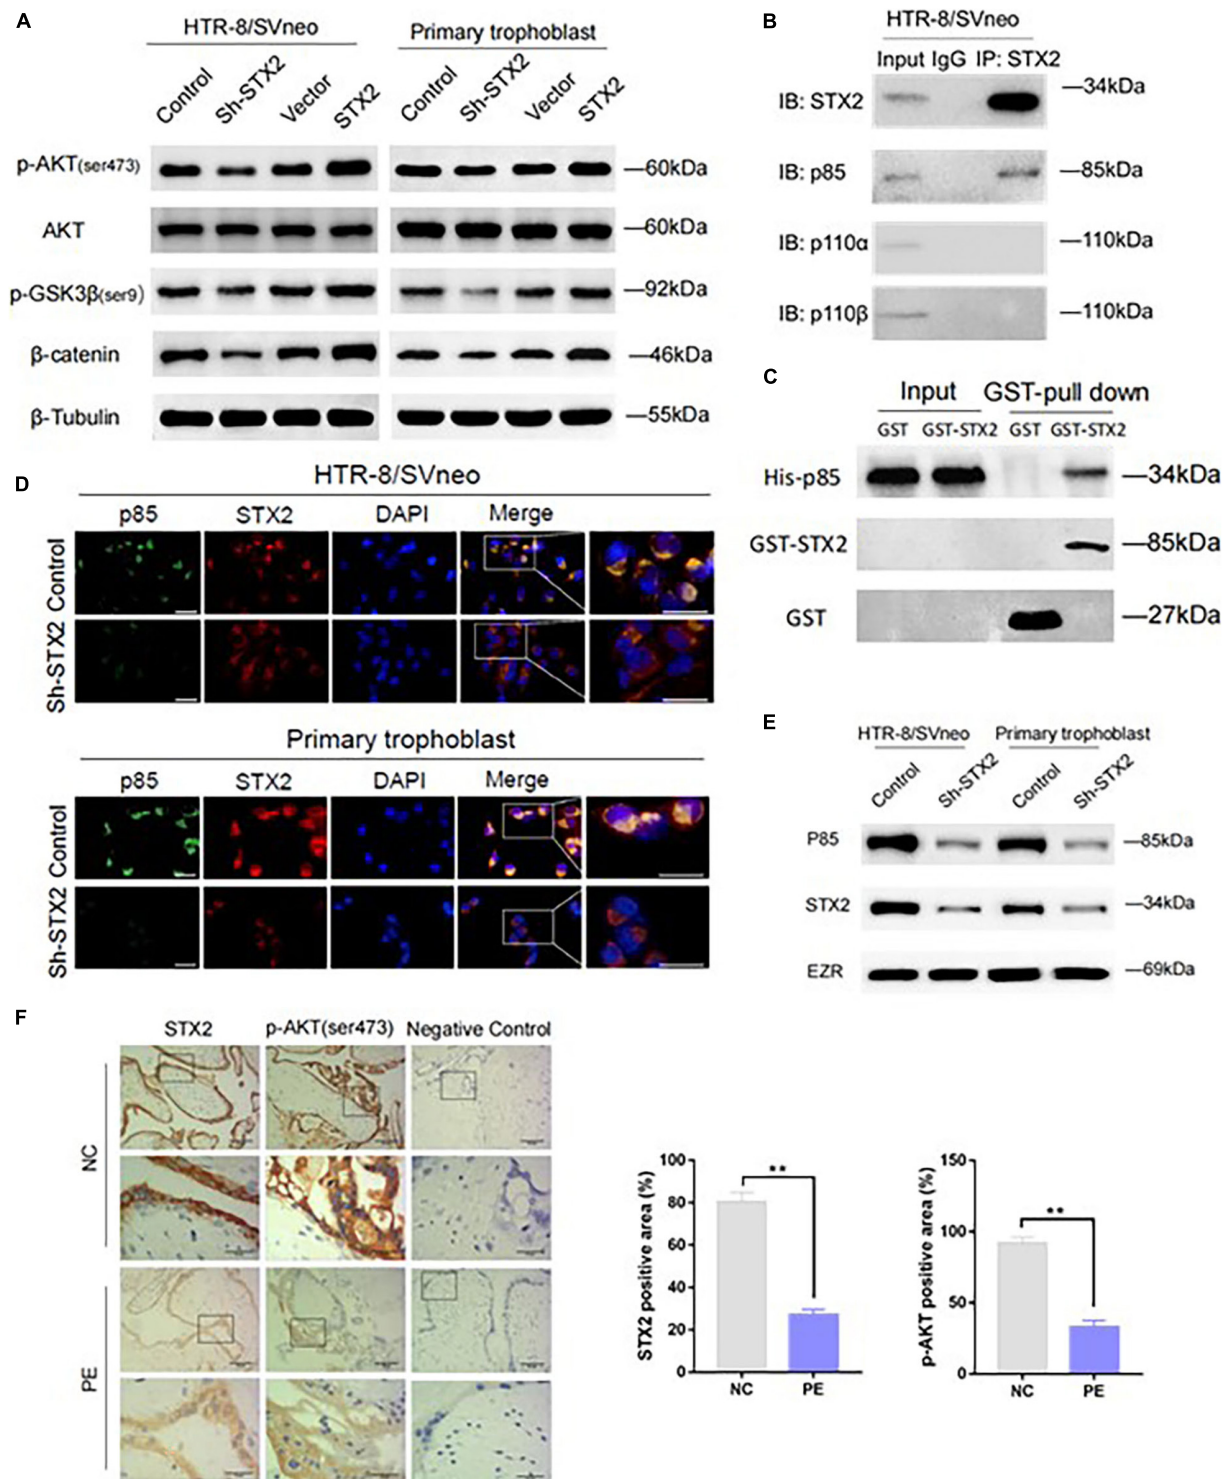 A
HTR-8/SVneo
Primary trophoblast
Control Sh-STX2 Vector STX2
Control Sh-STX2 Vector STX2
p-AKT(ser473)
—60kDa
AKT
—60kDa
p-GSK3β(ser9)
—92kDa
β-catenin
—46kDa
β-Tubulin
—55kDa
B
HTR-8/SVneo
Input IgG IP: STX2
IB: STX2
—34kDa
IB: p85
—85kDa
IB: p110α
—110kDa
IB: p110β
—110kDa
C
Input
GST-pull down
GST GST-STX2 GST GST-STX2
His-p85
—34kDa
GST-STX2
—85kDa
GST
—27kDa
D
HTR-8/SVneo
p85 STX2 DAPI Merge
Control
Sh-STX2
Primary trophoblast
p85 STX2 DAPI Merge
Control
Sh-STX2
E
HTR-8/SVneo Primary trophoblast
Control Sh-STX2 Control Sh-STX2
P85
—85kDa
STX2
—34kDa
EZR
—69kDa
F
STX2 p-AKT(ser473) Negative Control
NC
PE
STX2 positive area (%)
100
80
60
40
20
0
**
NC PE
p-AKT positive area (%)
150
100
50
0
**
NC PE